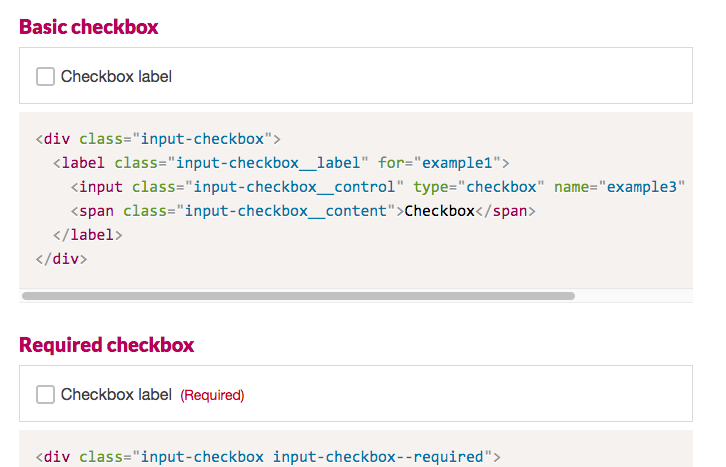 Basic checkbox
Checkbox label
<div class="input-checkbox">
<label class="input-checkbox__label" for="example1">
<input class="input-checkbox__control" type="checkbox" name="example3"
<span class="input-checkbox__content">Checkbox</span>
</label>
</div>
Required checkbox
Checkbox label (Required)
<div class="input-checkbox input-checkbox--required">